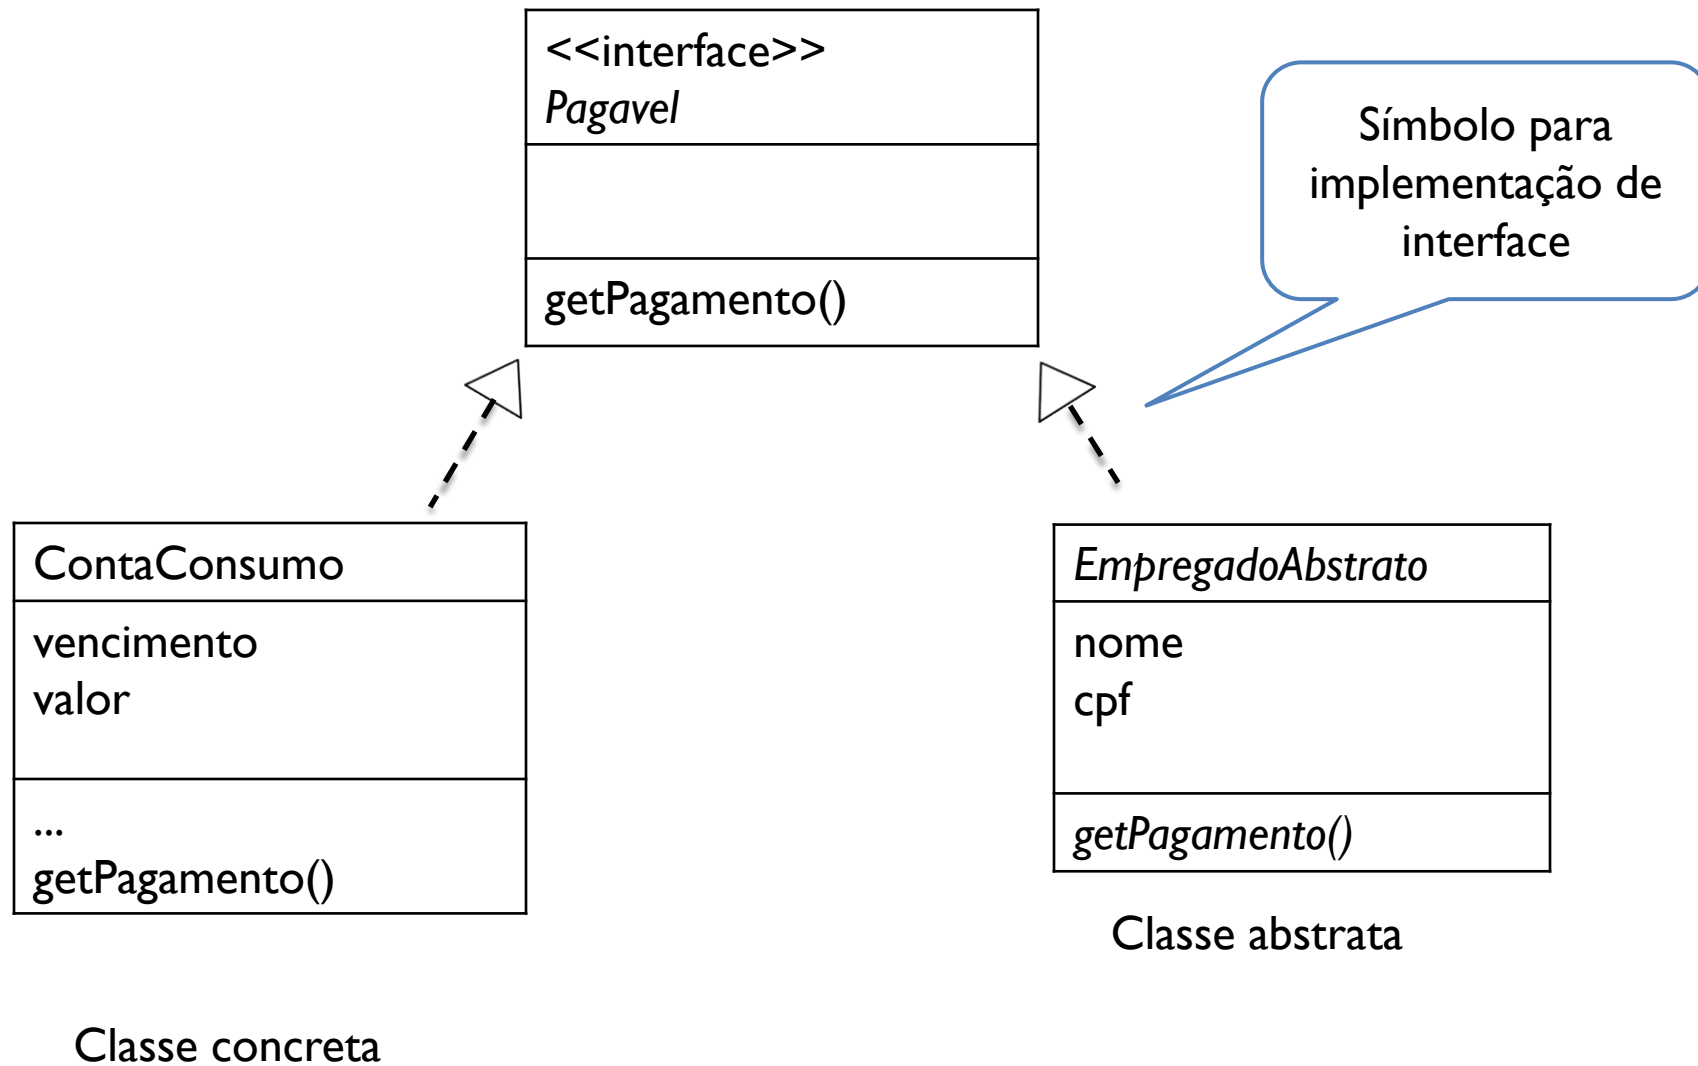 <<interface>>
Pagavel
getPagamento()
Símbolo para
implementação de
interface
ContaConsumo
vencimento
valor
...
getPagamento()
Classe concreta
EmpregadoAbstrato
nome
cpf
getPagamento()
Classe abstrata